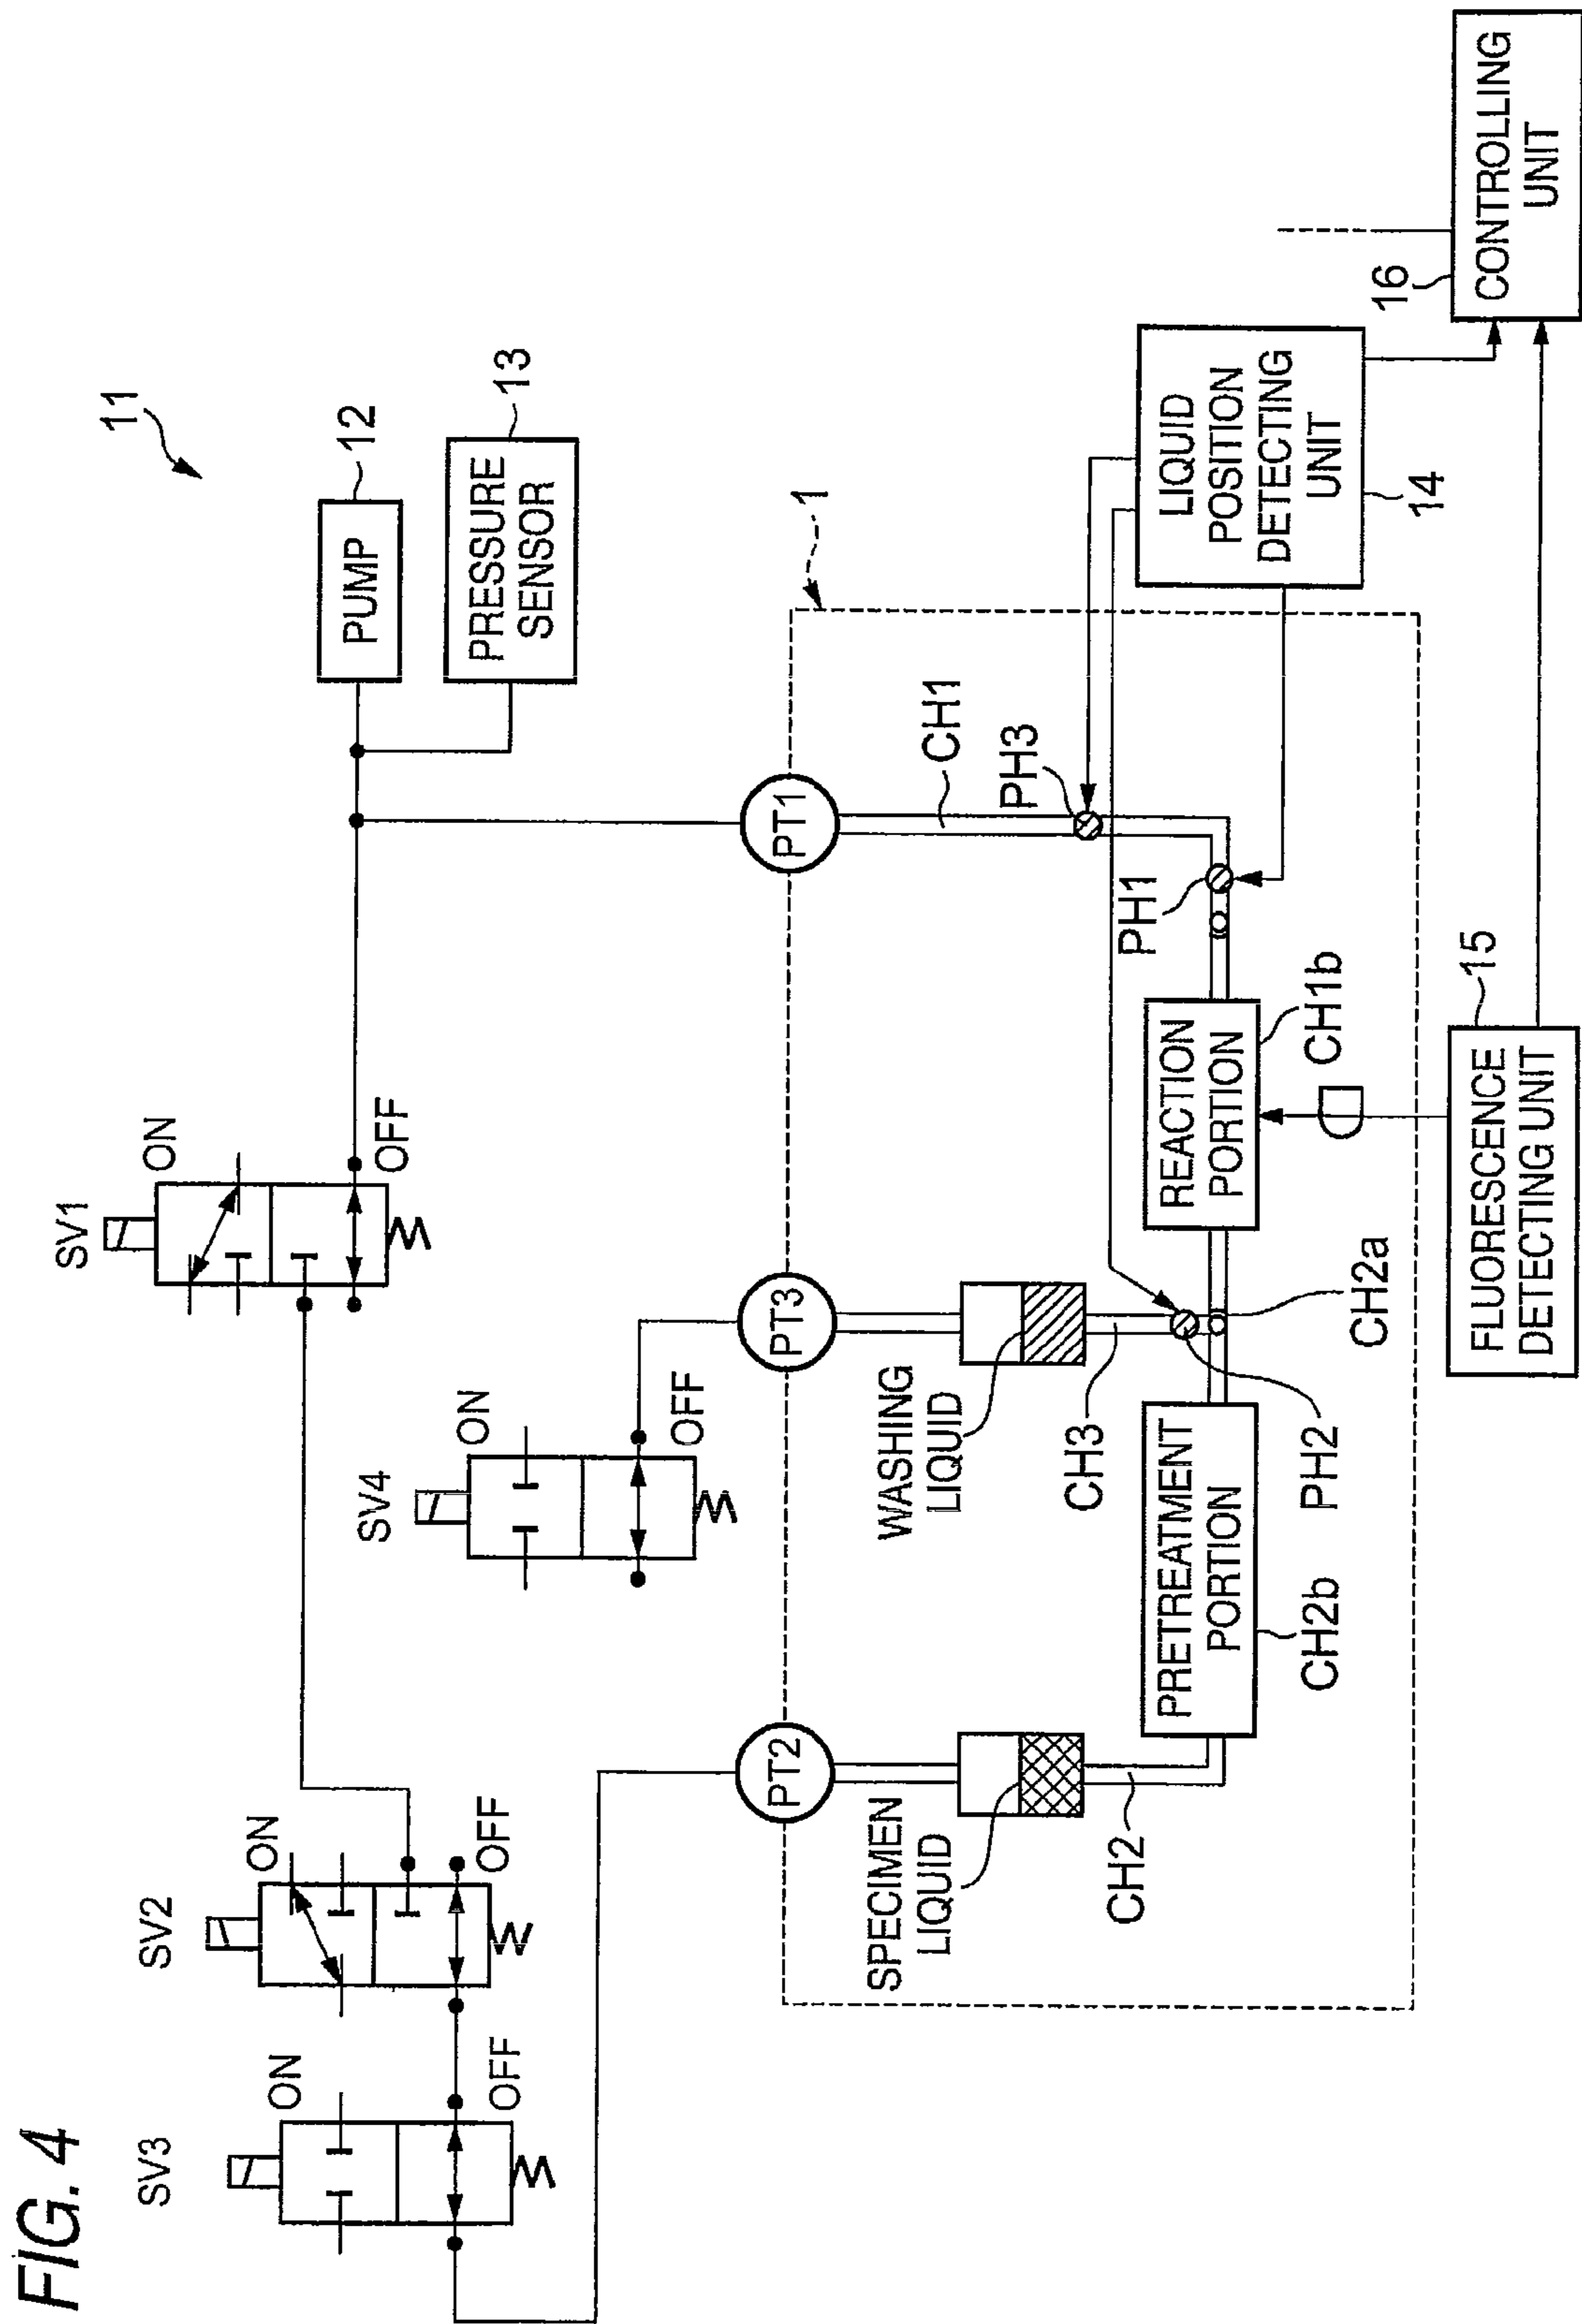 FIG. 4
11
SV3
ON
OFF
SV2
ON
OFF
SV1
ON
OFF
SV4
ON
OFF
PUMP
12
PRESSURE
SENSOR
13
PT2
PT3
PT1
1
SPECIMEN
LIQUID
WASHING
LIQUID
CH2
CH3
CH1
PH3
PH1
PRETREATMENT
PORTION
CH2b
PH2
CH2a
REACTION
PORTION
CH1b
LIQUID
POSITION
DETECTING
UNIT
14
FLUORESCENCE
DETECTING UNIT
15
16
CONTROLLING
UNIT